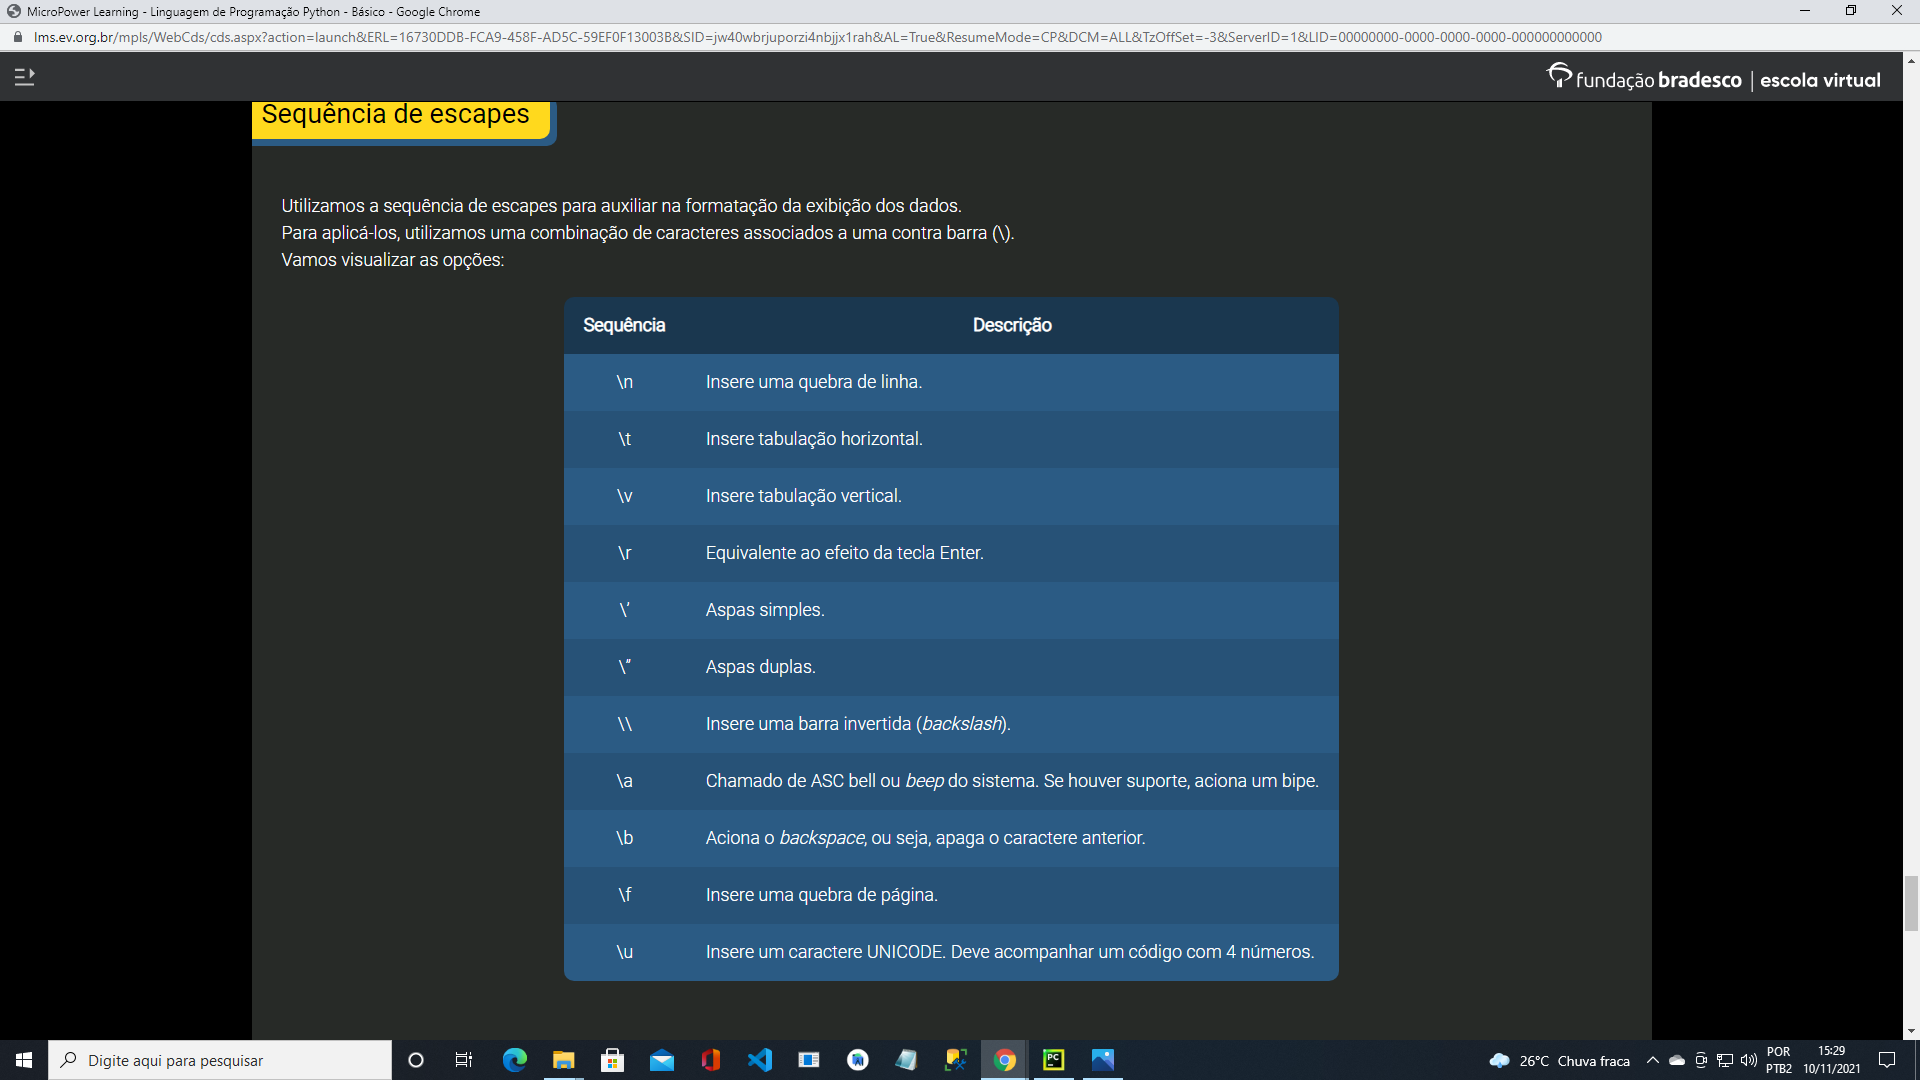 MicroPower Learning - Linguagem de Programação Python - Básico - Google Chrome
lms.ev.org.br/mpls/WebCds/cds.aspx?action=launch&ERL=16730DDB-FCA9-458F-AD5C-59EF0F13003B&SID=jw40wbrjuporzi4nbjjx1rah&AL=True&ResumeMode=CP&DCM=ALL&TzOffSet=-3&ServerID=1&LID=00000000-0000-0000-0000-000000000000
fundação bradesco | escola virtual
Sequência de escapes
Utilizamos a sequência de escapes para auxiliar na formatação da exibição dos dados.
Para aplicá-los, utilizamos uma combinação de caracteres associados a uma contra barra (\).
Vamos visualizar as opções:
Sequência Descrição
\n Insere uma quebra de linha.
\t Insere tabulação horizontal.
\v Insere tabulação vertical.
\r Equivalente ao efeito da tecla Enter.
\’ Aspas simples.
\” Aspas duplas.
\\ Insere uma barra invertida (backslash).
\a Chamado de ASC bell ou beep do sistema. Se houver suporte, aciona um bipe.
\b Aciona o backspace, ou seja, apaga o caractere anterior.
\f Insere uma quebra de página.
\u Insere um caractere UNICODE. Deve acompanhar um código com 4 números.
Digite aqui para pesquisar
PC
26°C Chuva fraca
POR
PTB2
15:29
10/11/2021